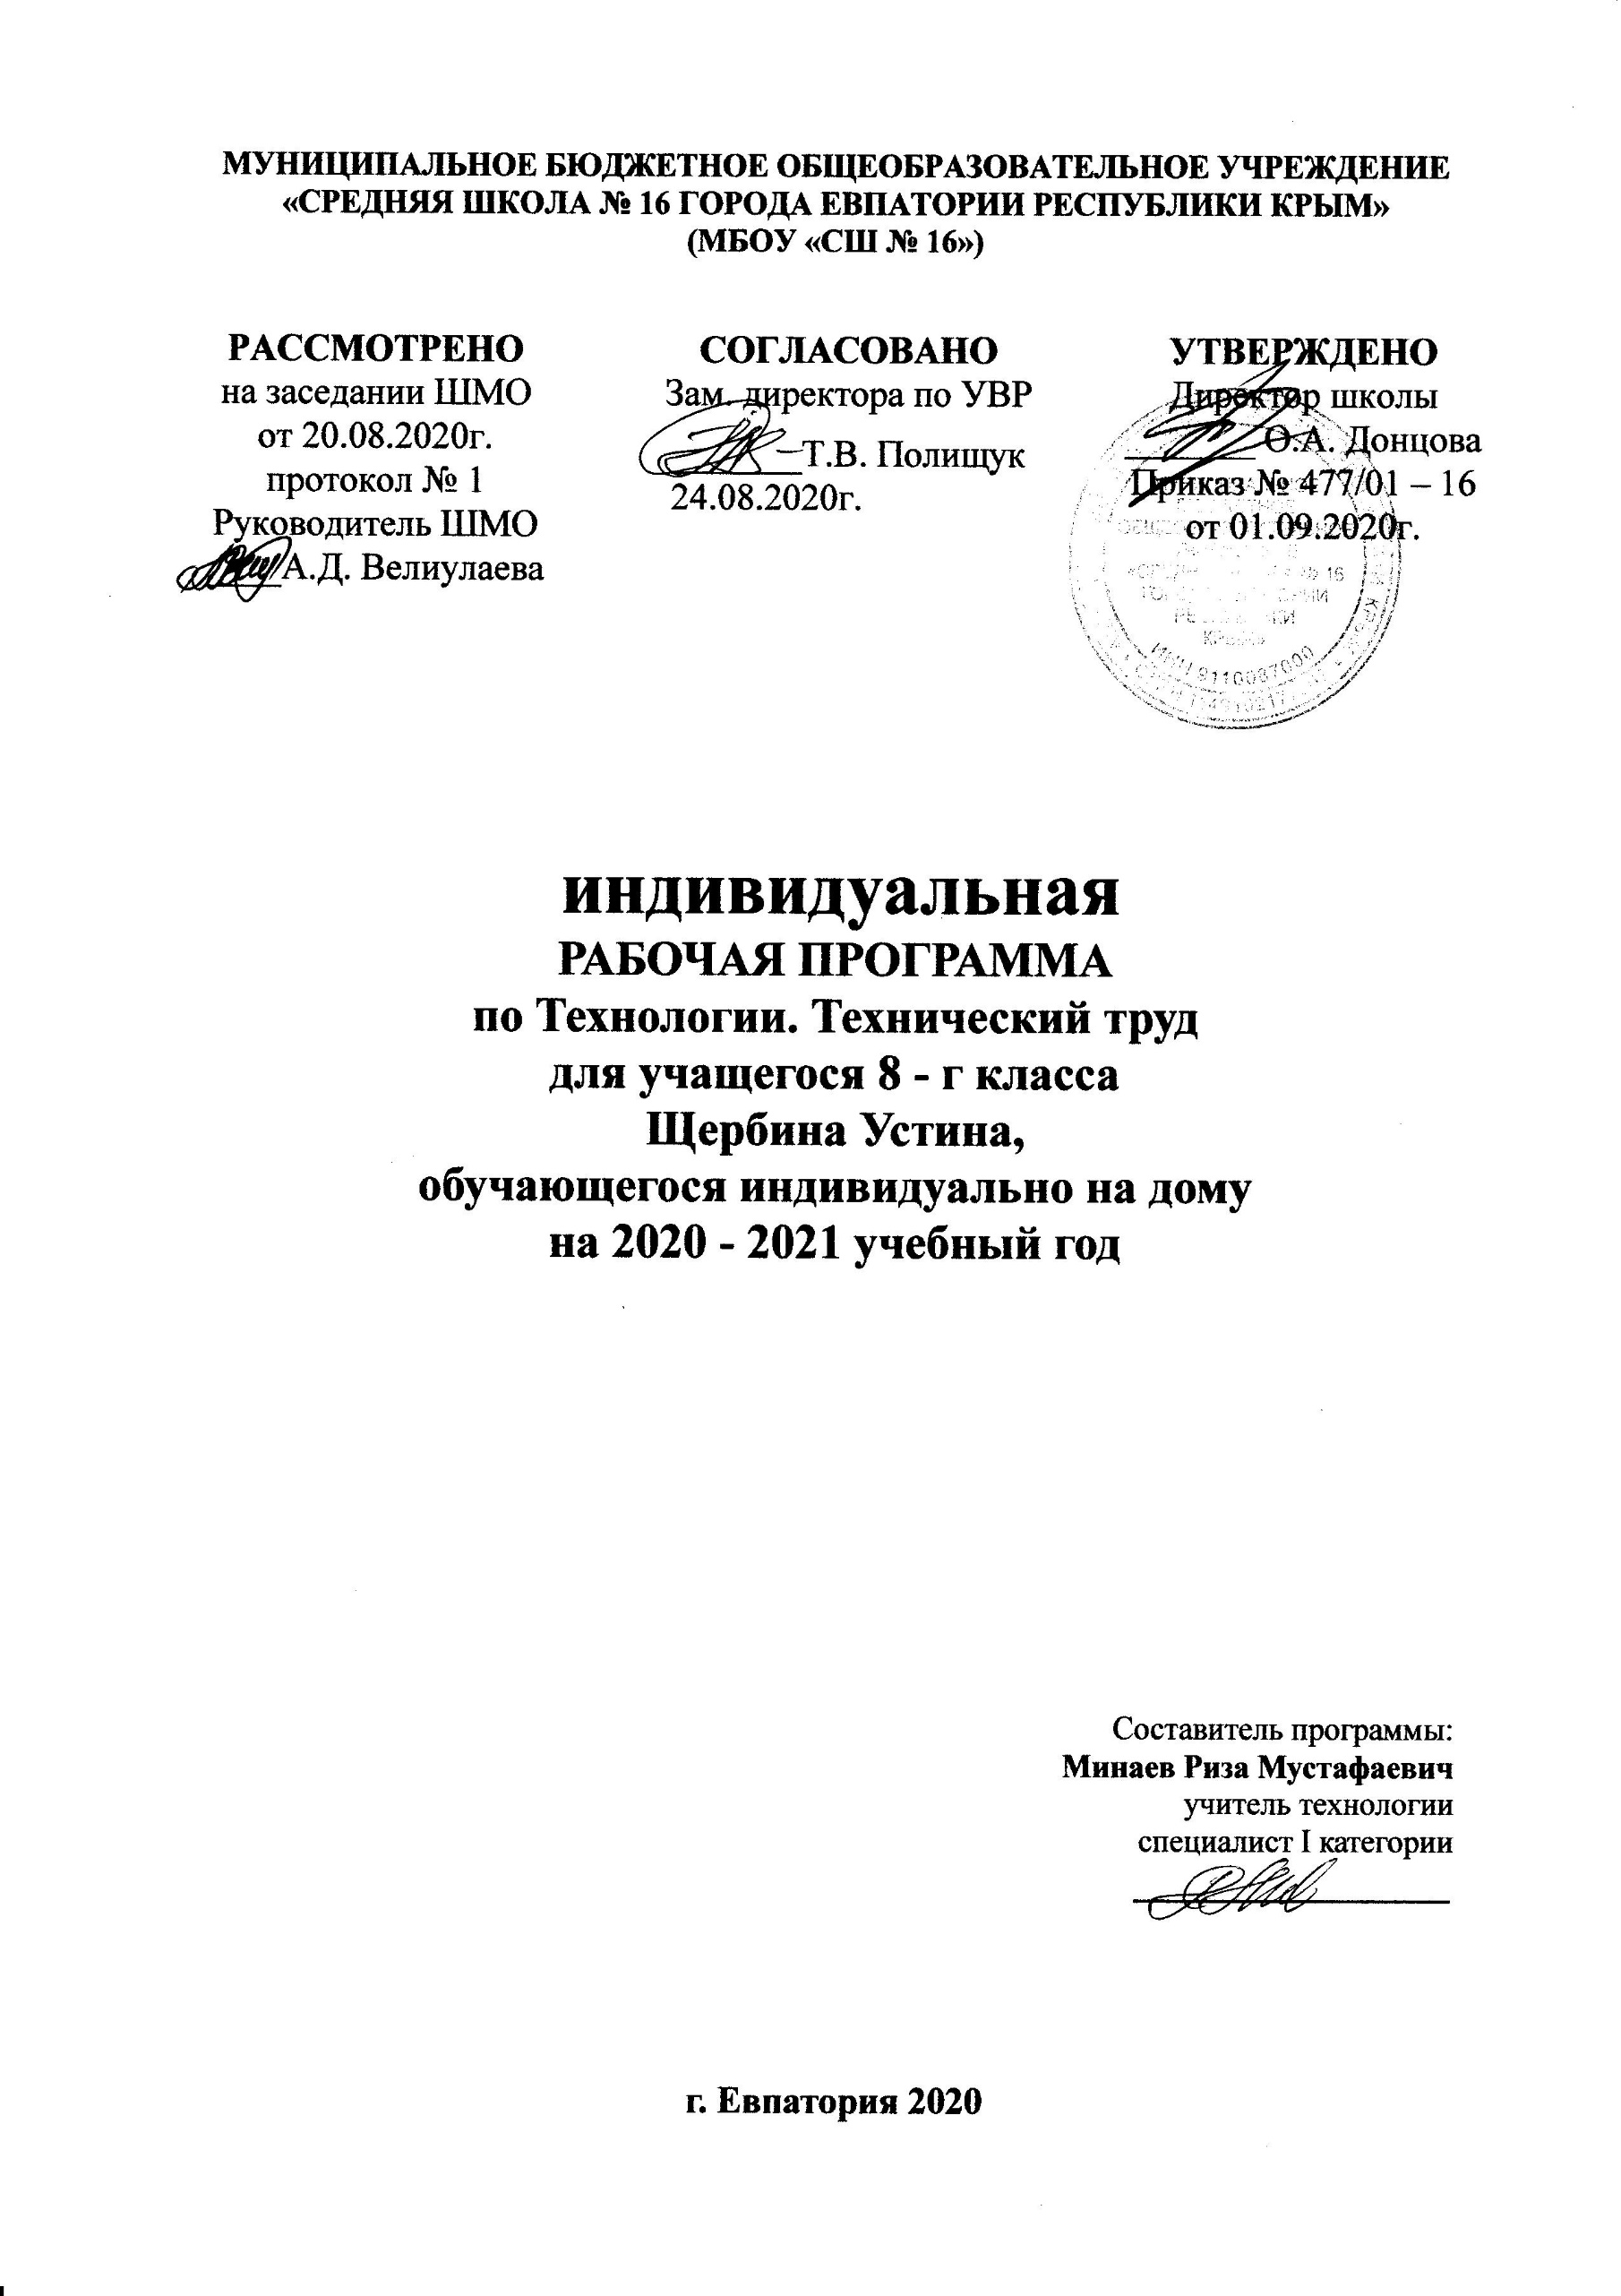 МУНИЦИПАЛЬНОЕ БЮДЖЕТНОЕ ОБЩЕОБРАЗОВАТЕЛЬНОЕ УЧРЕЖДЕНИЕ
«СРЕДНЯЯ ШКОЛА № 16 ГОРОДА ЕВПАТОРИИ РЕСПУБЛИКИ КРЫМ»
(МБОУ «СШ № 16»)
РАССМОТРЕНО
на заседании ШМО
от 20.08.2020г.
протокол № 1
Руководитель ШМО
А.Д. Велиулаева
СОГЛАСОВАНО
Зам. директора по УВР
Т.В. Полищук
24.08.2020г.
УТВЕРЖДЕНО
Директор школы
О.А. Донцова
Приказ № 477/01 – 16
от 01.09.2020г.
№ 16
ИНН 9110087000
индивидуальная
РАБОЧАЯ ПРОГРАММА
по Технологии. Технический труд
для учащегося 8 - г класса
Щербина Устина,
обучающегося индивидуально на дому
на 2020 - 2021 учебный год
Составитель программы:
Минаев Риза Мустафаевич
учитель технологии
специалист I категории
г. Евпатория 2020